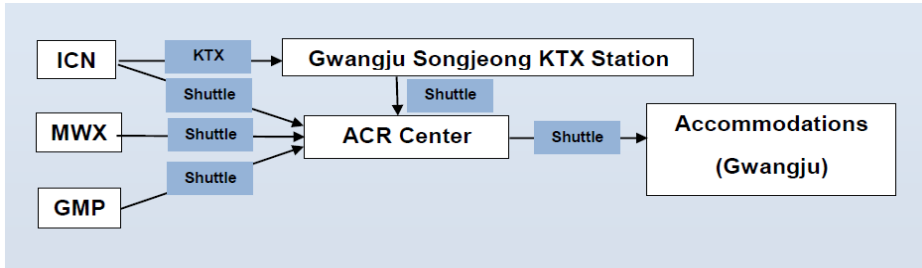 ICN
KTX
Gwangju Songjeong KTX Station
Shuttle
Shuttle
MWX
Shuttle
ACR Center
Shuttle
Accommodations
(Gwangju)
Shuttle
GMP